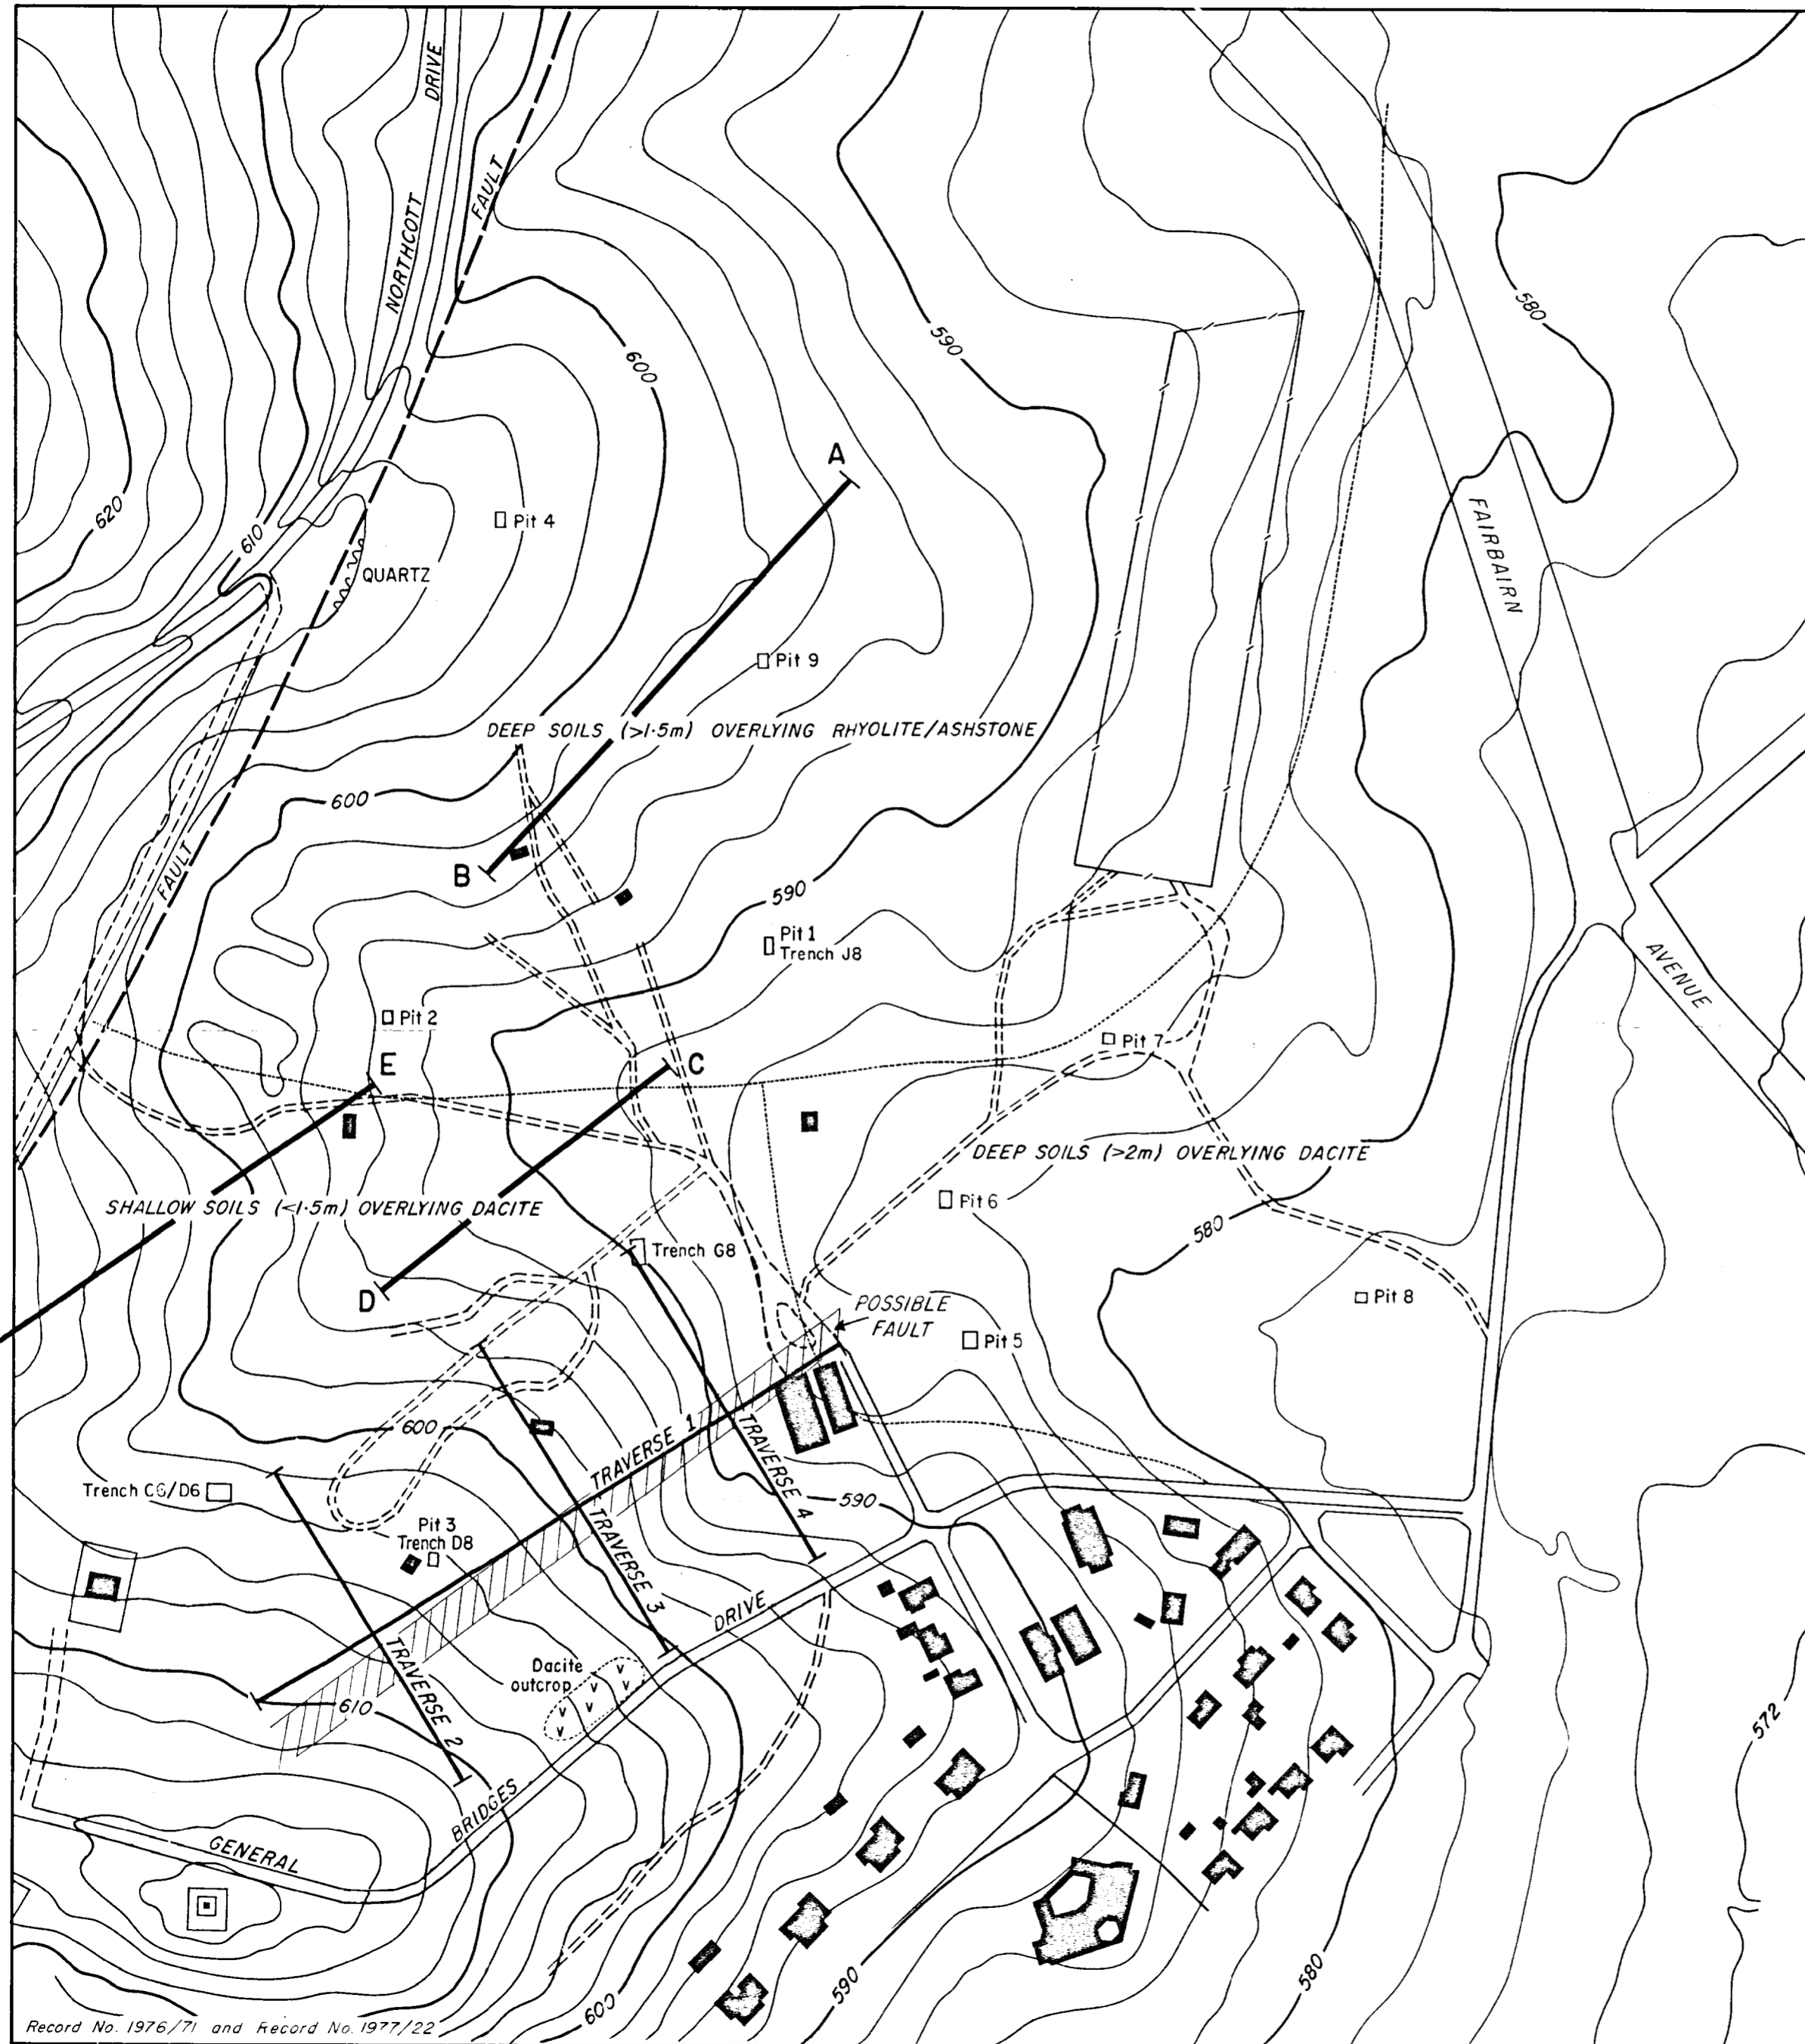 DRIVE
NORTHCOTT
FAULT
580
590
600
A
620
610
Pit 4
QUARTZ
FAIRBAIRN
Pit 9
DEEP SOILS (>1·5m) OVERLYING RHYOLITE/ASHSTONE
600
FAULT
B
590
Pit 1
Trench J8
AVENUE
Pit 2
Pit 7
E
C
DEEP SOILS (>2m) OVERLYING DACITE
SHALLOW SOILS (<1·5m) OVERLYING DACITE
Pit 6
580
Trench G8
D
Pit 8
POSSIBLE
FAULT
Pit 5
600
TRAVERSE 1
TRAVERSE 4
Trench C6/D6
590
Pit 3
Trench D8
TRAVERSE 3
DRIVE
Dacite
outcrop
v v v v v v
TRAVERSE 2
610
572
BRIDGES
GENERAL
580
590
600
Record No. 1976/71 and Record No. 1977/22